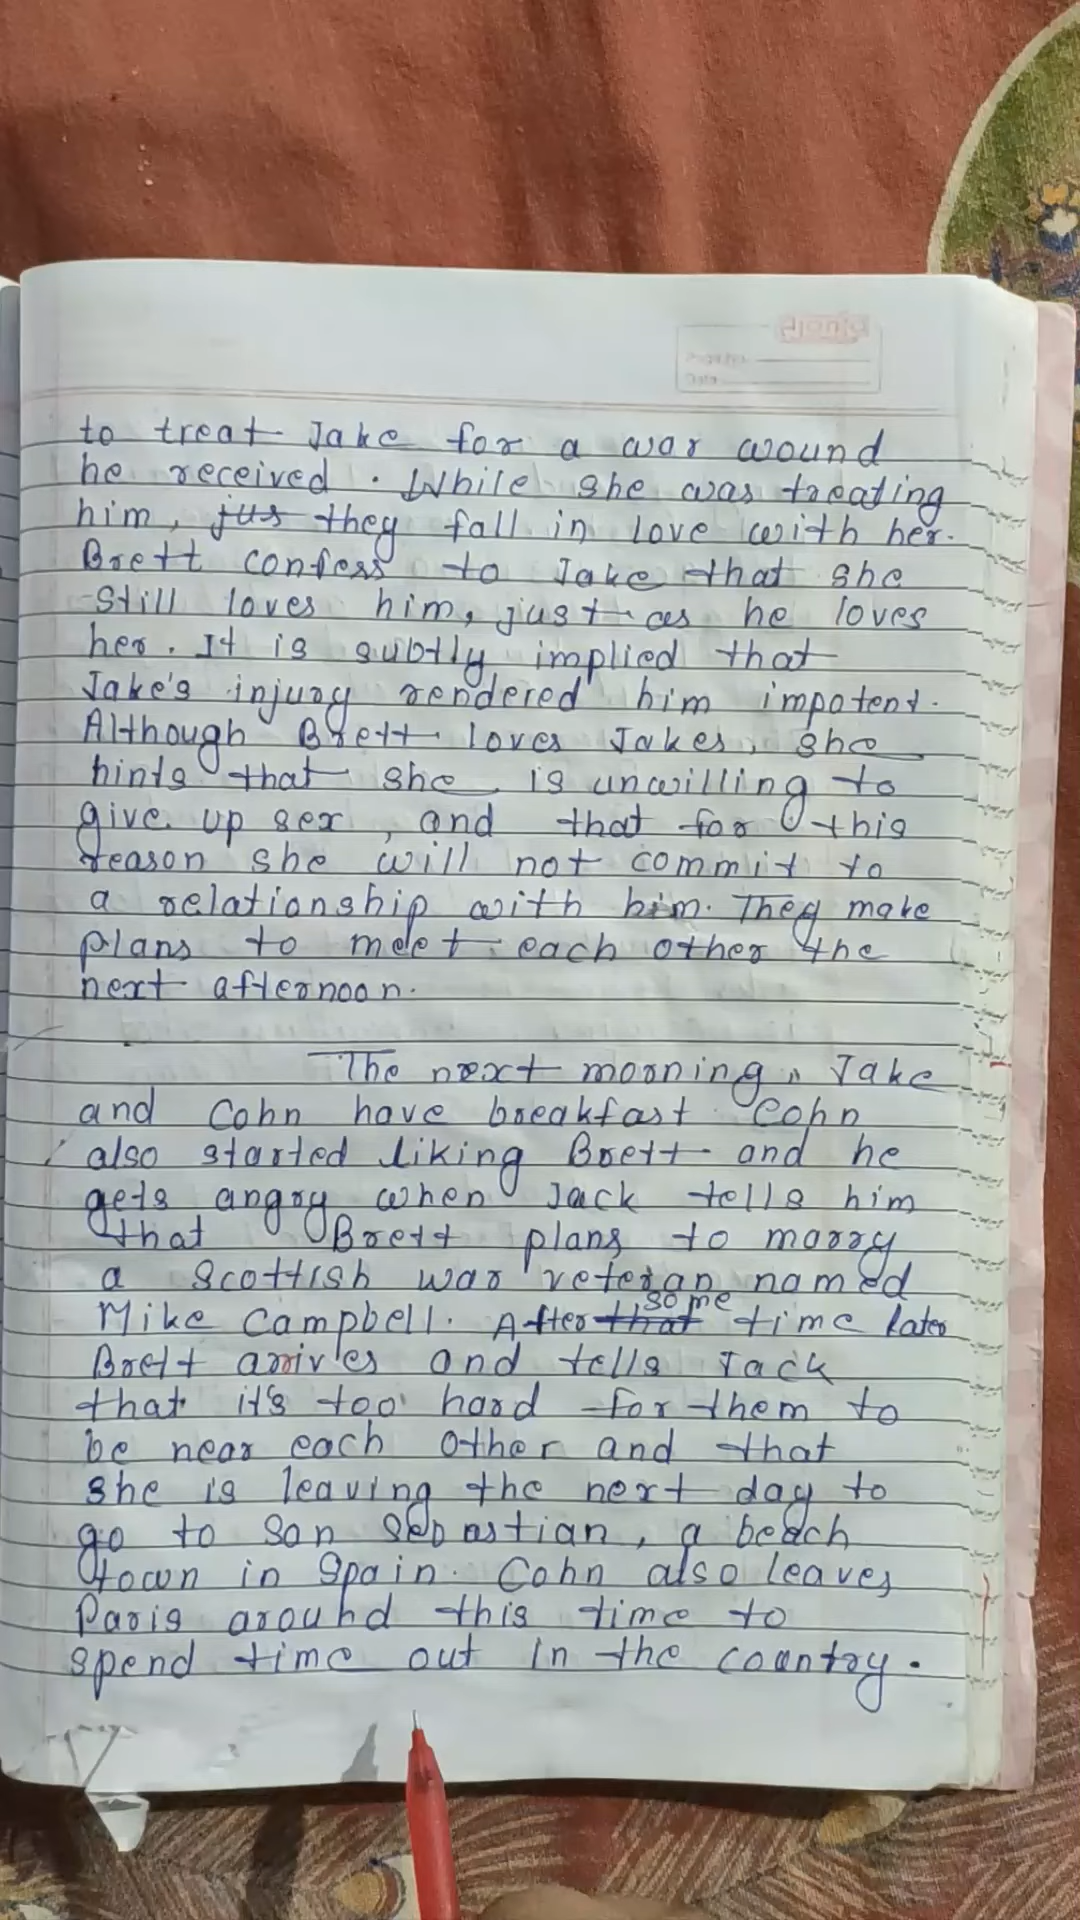 to treat Jake for a war wound
he received. While she was treating
him, jus they fall in love with her.
Brett confess to Jake that she
still loves him, just as he loves
her. It is subtly implied that
Jake's injury rendered him impotent.
Although Brett loves Jakes, she
hints that she is unwilling to
give up sex, and that for this
reason she will not commit to
a relationship with him. They make
plans to meet each other the
next afternoon.
The next morning, Jake
and Cohn have breakfast. Cohn
also started liking Brett and he
gets angry when Jack tells him
that Brett plans to marry
a Scottish war veteran named
Mike Campbell. After that some time later
Brett arrives and tells Jack
that it's too hard for them to
be near each other and that
she is leaving the next day to
go to San Sebastian, a beach
town in Spain. Cohn also leaves
Paris around this time to
spend time out in the country.